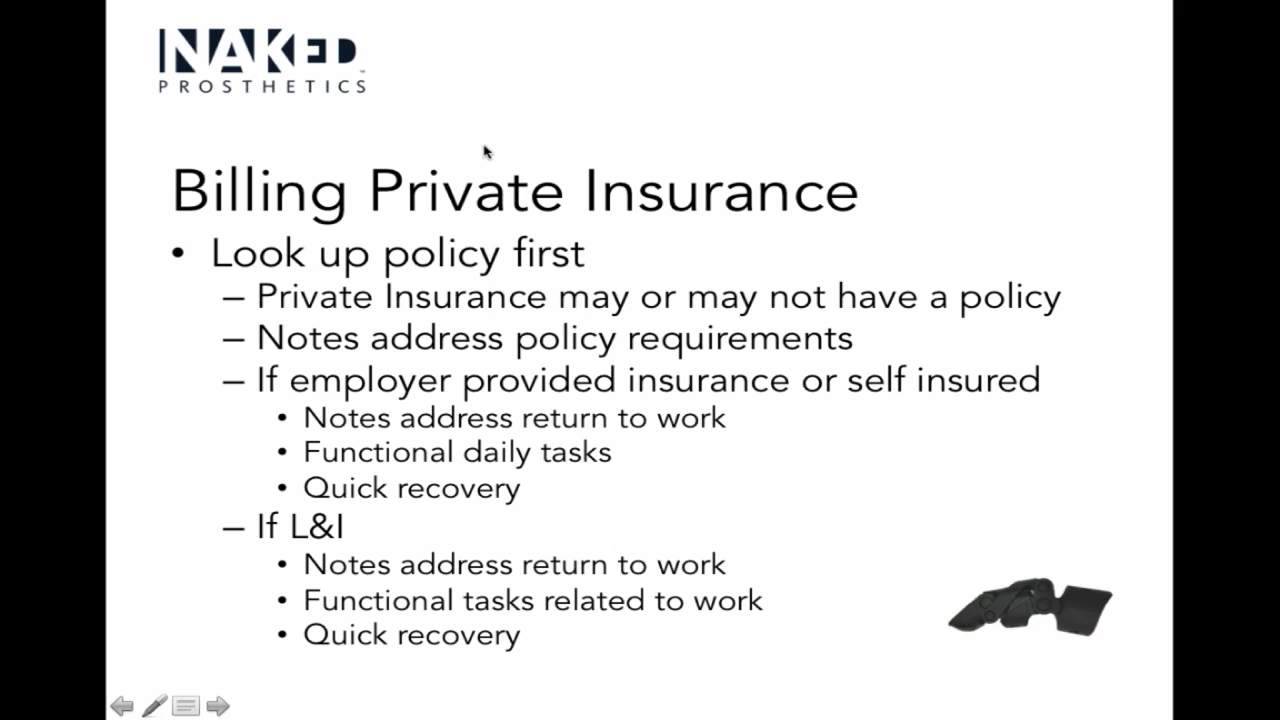 NAKED
PROSTHETICS
Billing Private Insurance
• Look up policy first
– Private Insurance may or may not have a policy
– Notes address policy requirements
– If employer provided insurance or self insured
• Notes address return to work
• Functional daily tasks
• Quick recovery
– If L&I
• Notes address return to work
• Functional tasks related to work
• Quick recovery